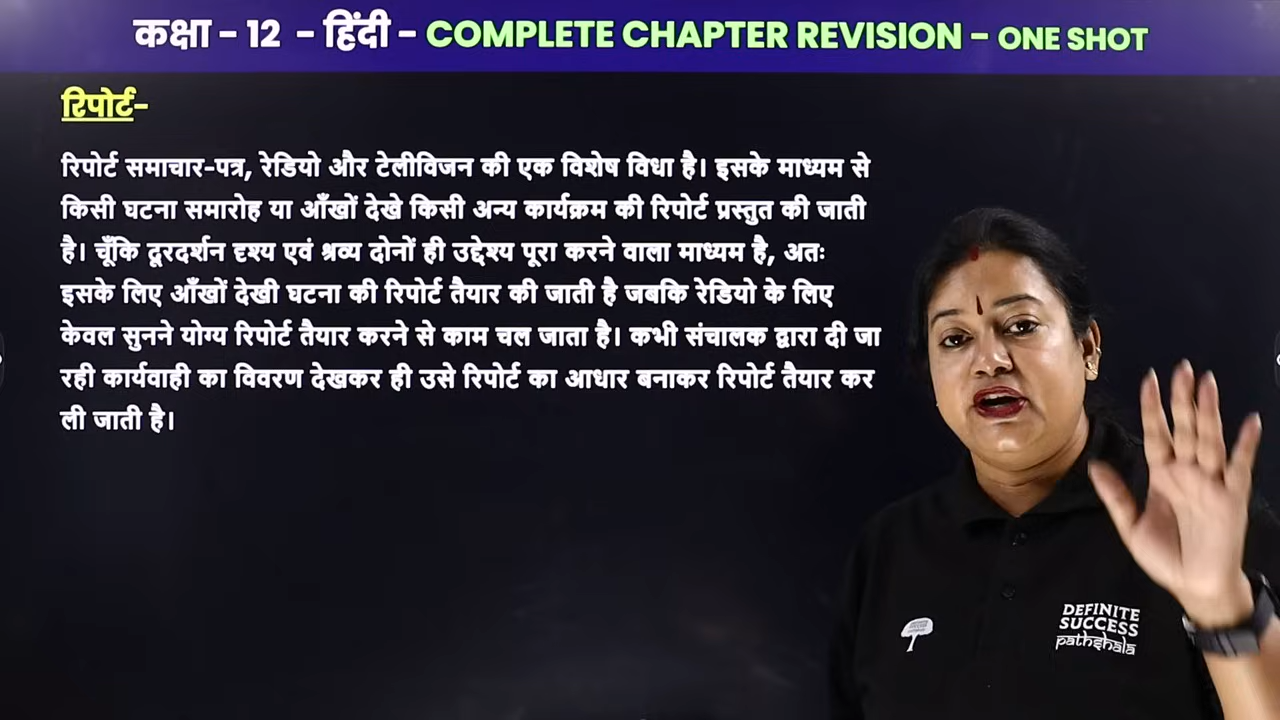 कक्षा - 12 - हिंदी - COMPLETE CHAPTER REVISION - ONE SHOT
रिपोर्ट-
रिपोर्ट समाचार-पत्र, रेडियो और टेलीविजन की एक विशेष विधा है। इसके माध्यम से
किसी घटना समारोह या आँखों देखे किसी अन्य कार्यक्रम की रिपोर्ट प्रस्तुत की जाती
है। चूँकि दूरदर्शन दृश्य एवं श्रव्य दोनों ही उद्देश्य पूरा करने वाला माध्यम है, अतः
इसके लिए आँखों देखी घटना की रिपोर्ट तैयार की जाती है जबकि रेडियो के लिए
केवल सुनने योग्य रिपोर्ट तैयार करने से काम चल जाता है। कभी संचालक द्वारा दी जा
रही कार्यवाही का विवरण देखकर ही उसे रिपोर्ट का आधार बनाकर रिपोर्ट तैयार कर
ली जाती है।
DEFINITE
SUCCESS
pathshala